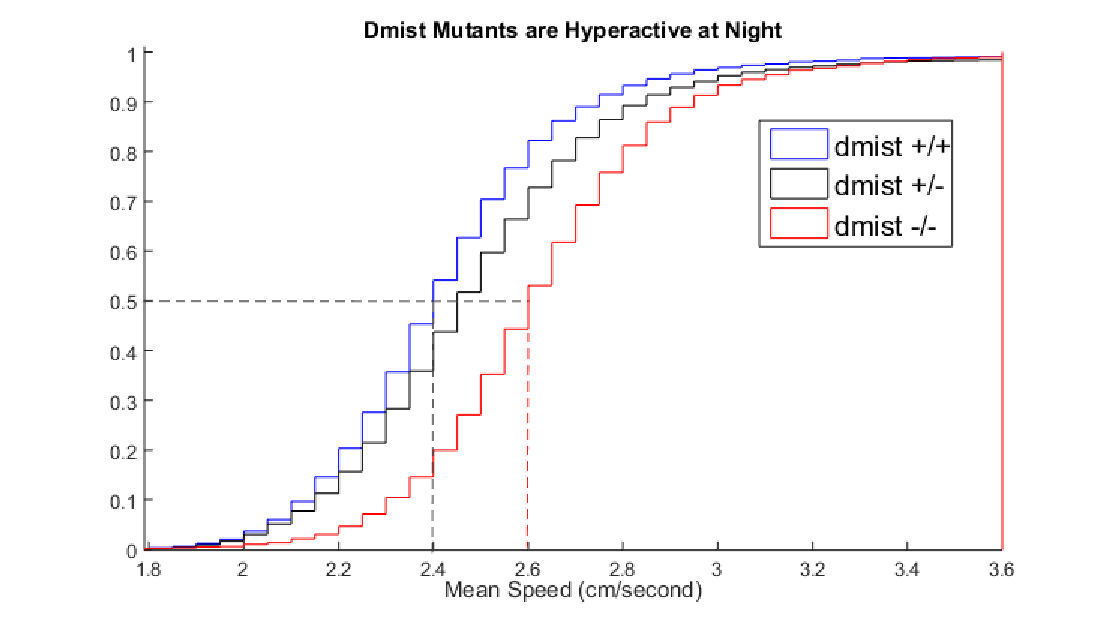 Dmist Mutants are Hyperactive at Night
1
0.9
0.8
0.7
0.6
0.5
0.4
0.3
0.2
0.1
0
dmist +/+
dmist +/-
dmist -/-
1.8 2 2.2 2.4 2.6 2.8 3 3.2 3.4 3.6
Mean Speed (cm/second)